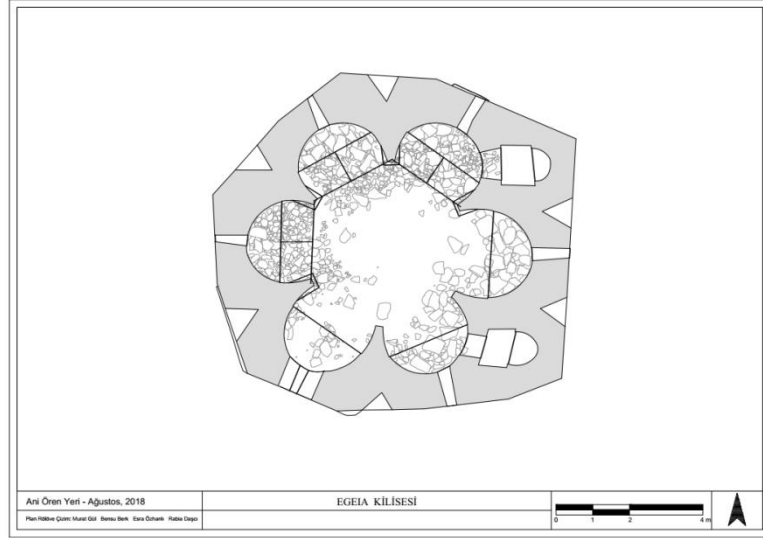 Ani Ören Yeri - Ağustos, 2018
EGEIA KİLİSESİ
Plan Rölöve Çizim: Murat Gül Bensu Berk Esra Özhanlı Rabia Daşçı
0 1 2 4 m